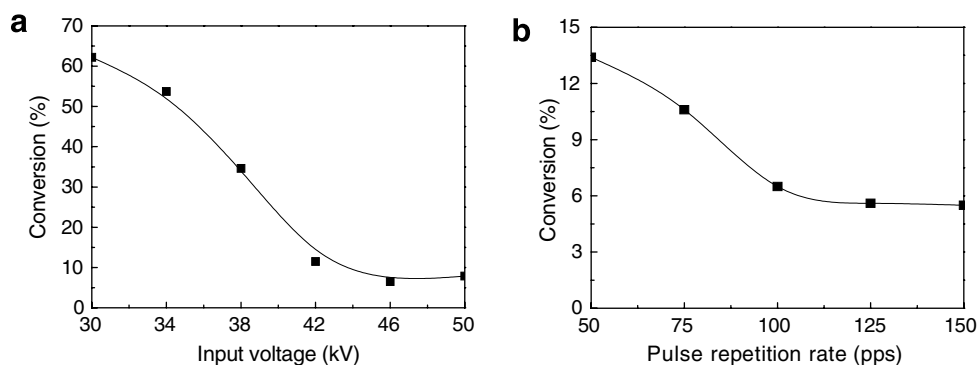 a
70
60
50
40
30
20
10
0
Conversion (%)
30 34 38 42 46 50
Input voltage (kV)
b
15
12
9
6
3
0
Conversion (%)
50 75 100 125 150
Pulse repetition rate (pps)